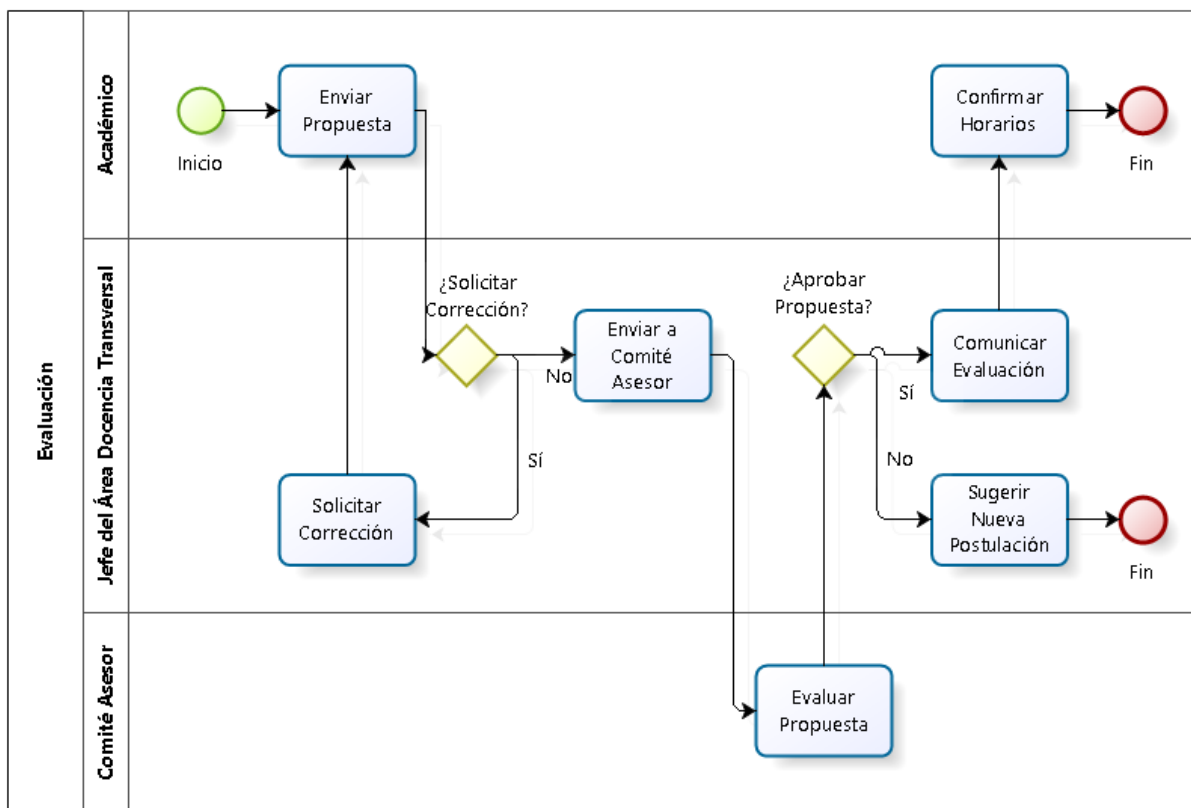 Evaluación
Académico
Inicio
Enviar
Propuesta
Confirmar
Horarios
Fin
Jefe del Área Docencia Transversal
¿Solicitar
Corrección?
No
Sí
Enviar a
Comité
Asesor
¿Aprobar
Propuesta?
Sí
No
Comunicar
Evaluación
Solicitar
Corrección
Sugerir
Nueva
Postulación
Fin
Comité Asesor
Evaluar
Propuesta